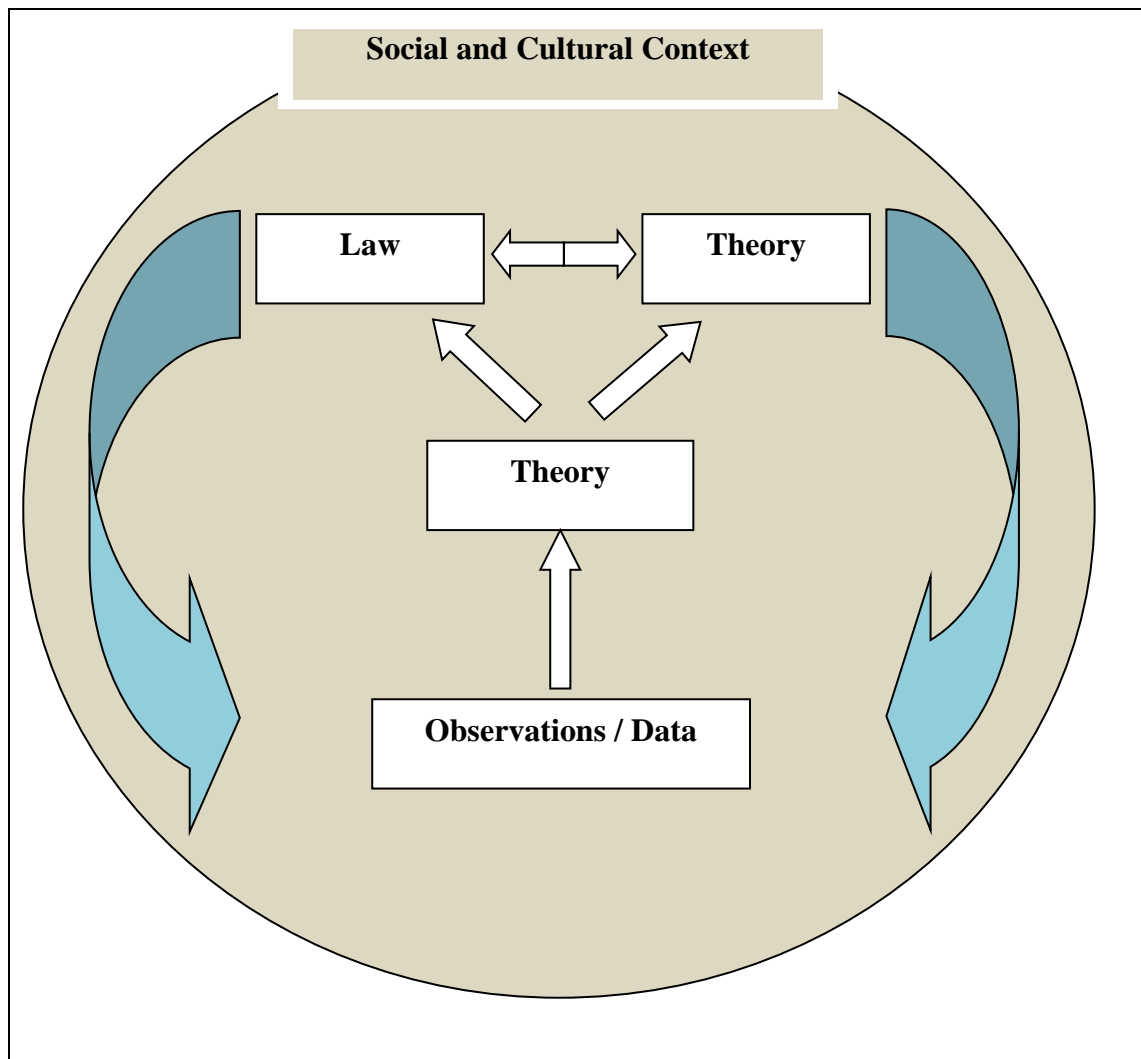 Social and Cultural Context
Law
Theory
Theory
Observations / Data